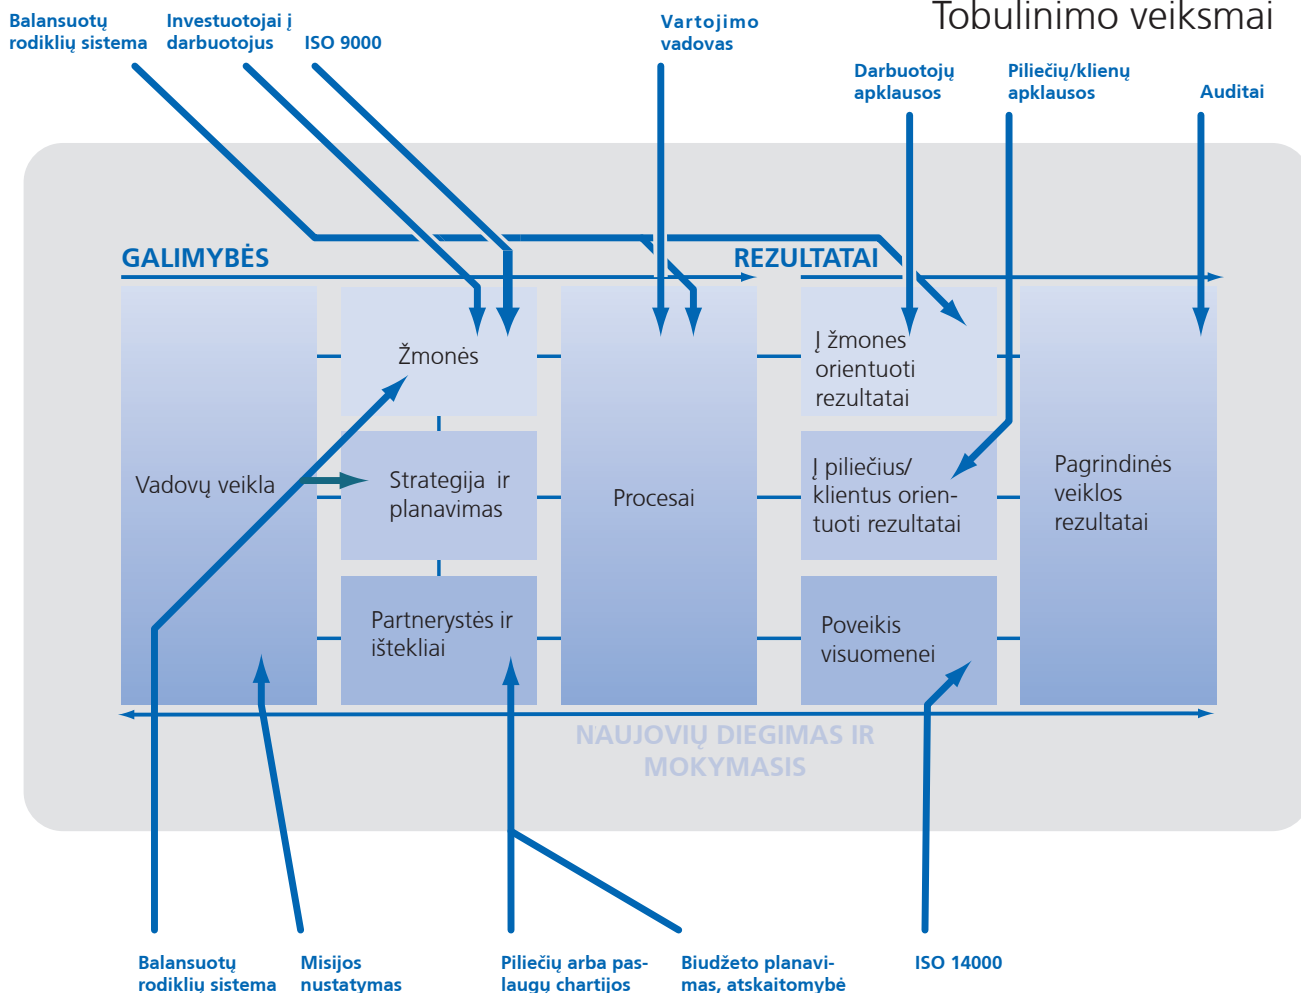 Tobulinimo veiksmai
Balansuotų
rodiklių sistema
Investuotojai į
darbuotojus
ISO 9000
Vartojimo
vadovas
Darbuotojų
apklausos
Piliečių/klienų
apklausos
Auditai
GALIMYBĖS
REZULTATAI
Vadovų veikla
Žmonės
Strategija ir
planavimas
Partnerystės ir
ištekliai
Procesai
Į žmones
orientuoti
rezultatai
Į piliečius/
klientus orien-
tuoti rezultatai
Poveikis
visuomenei
Pagrindinės
veiklos
rezultatai
NAUJOVIŲ DIEGIMAS IR
MOKYMASIS
Balansuotų
rodiklių sistema
Misijos
nustatymas
Piliečių arba pas-
laugų chartijos
Biudžeto planavi-
mas, atskaitomybė
ISO 14000